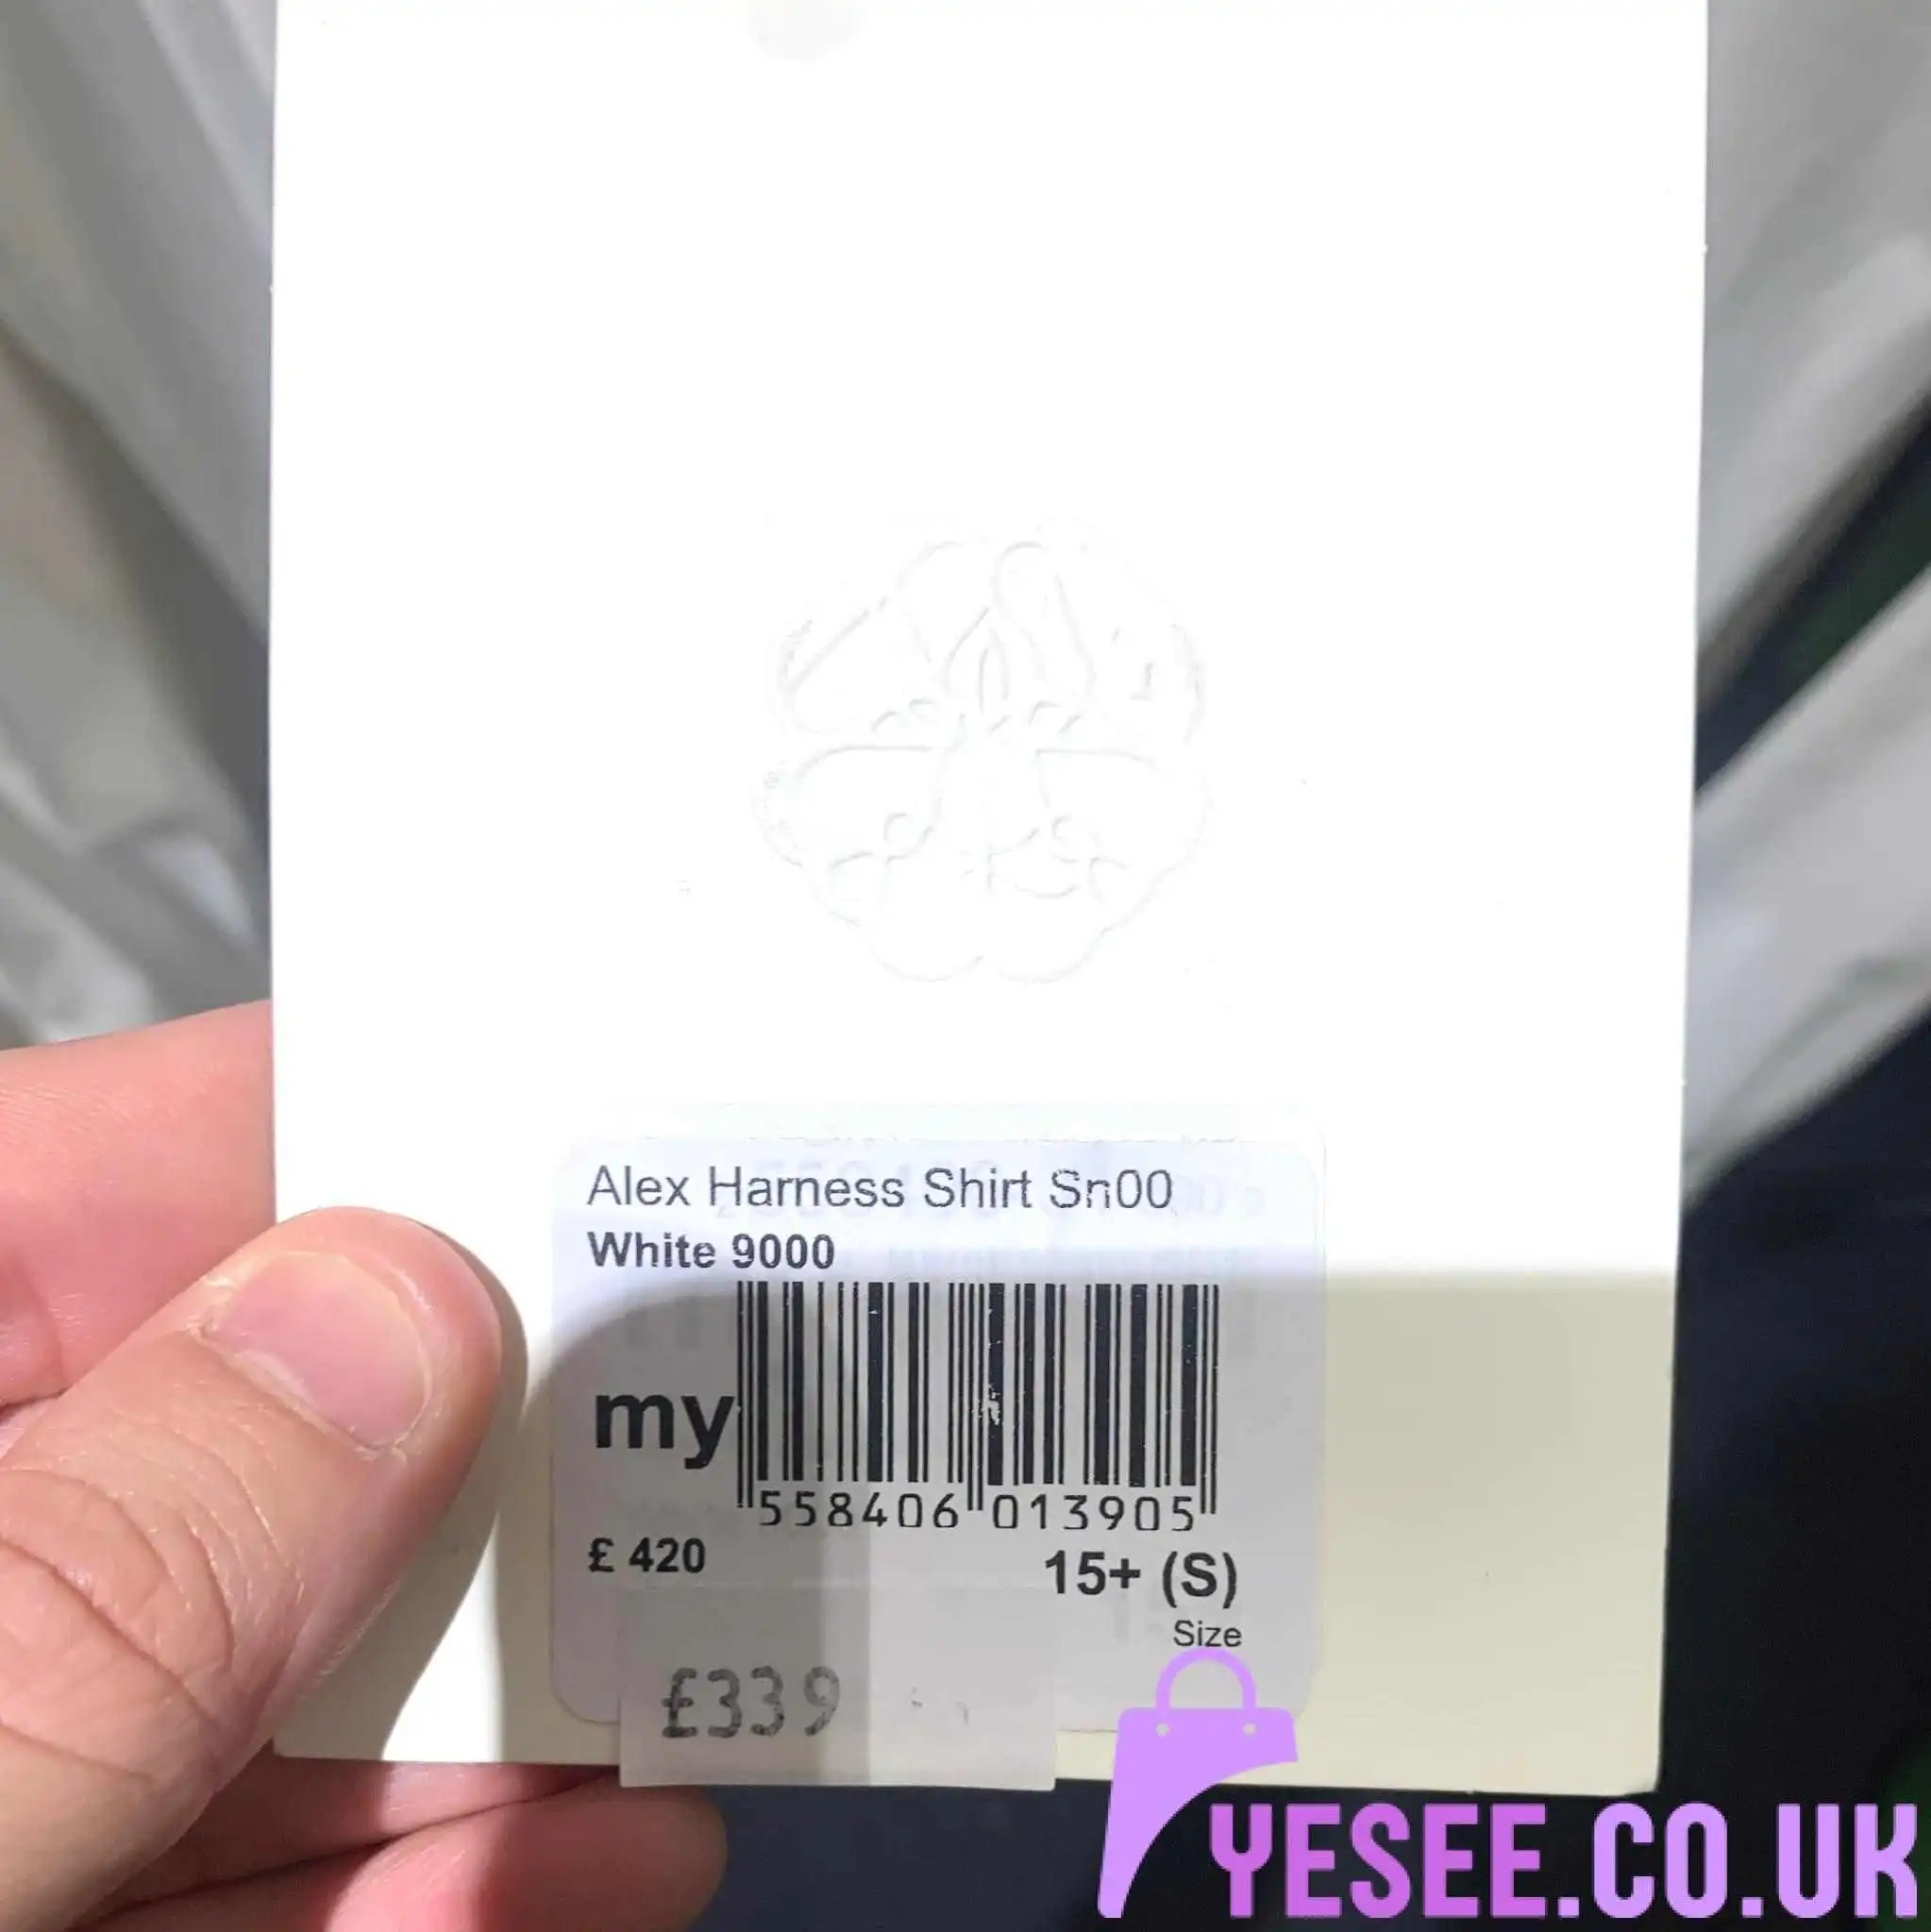 Alex Harness Shirt Sn00
White 9000
my
558406 013905
£ 420
15+ (S)
Size
£339
YESEE.CO.UK